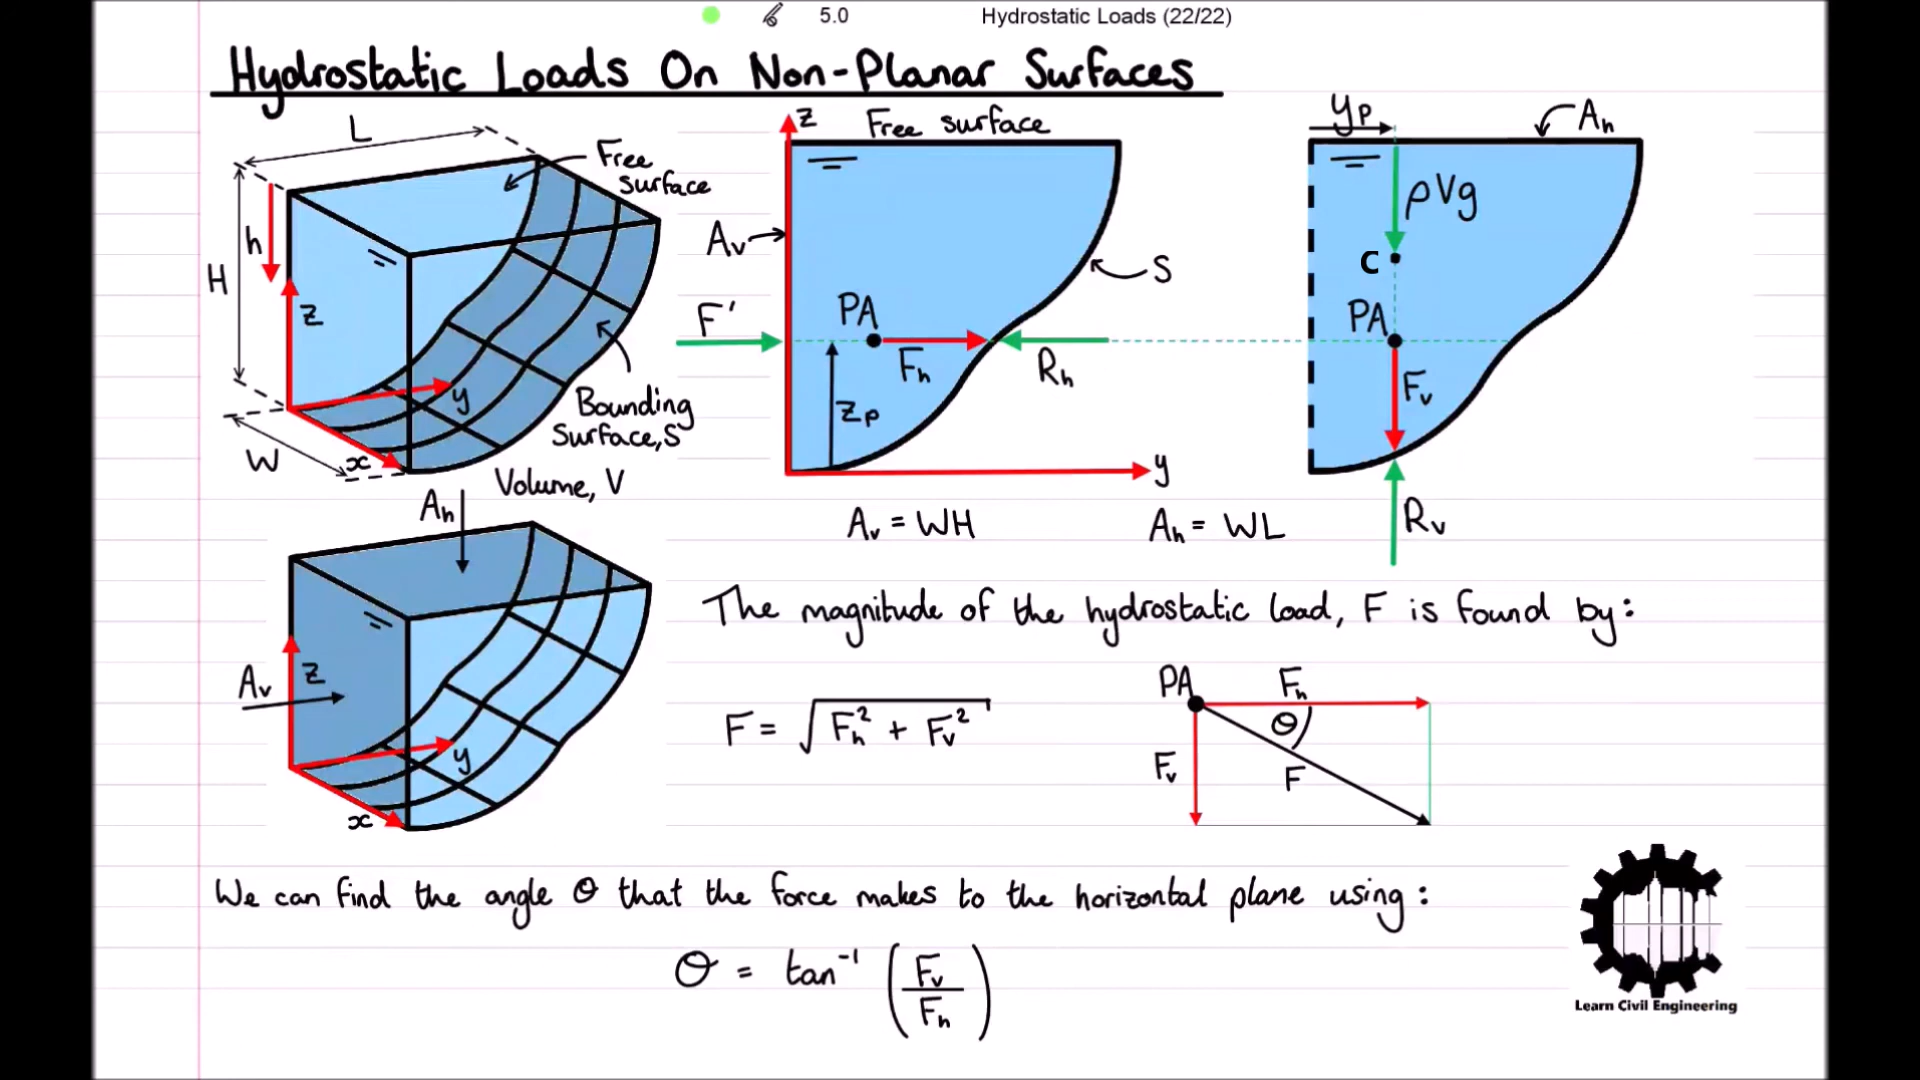 5.0 Hydrostatic Loads (22/22)
Hydrostatic Loads On Non-Planar Surfaces
L
Free surface
h
H
z
y
x
W
Bounding Surface, S
Volume, V
z
Free surface
Av
S
F'
PA
Fh
Rh
zp
y
yp
Ah
ρVg
C
PA
Fv
Rv
Av = WH
Ah = WL
Ah
Av
z
y
x
The magnitude of the hydrostatic load, F is found by:
F = √Fh² + Fv²
PA
Fh
θ
Fv
F
We can find the angle θ that the force makes to the horizontal plane using:
θ = tan⁻¹ (Fv/Fh)
Learn Civil Engineering